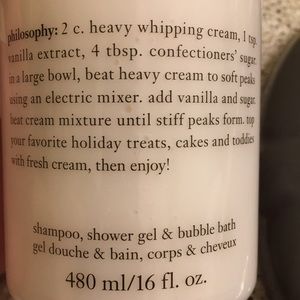 philosophy: 2 c. heavy whipping cream, 1 tsp.
vanilla extract, 4 tbsp. confectioners' sugar.
in a large bowl, beat heavy cream to soft peaks
using an electric mixer. add vanilla and sugar.
beat cream mixture until stiff peaks form. top
your favorite holiday treats, cakes and toddies
with fresh cream, then enjoy!
shampoo, shower gel & bubble bath
gel douche & bain, corps & cheveux
480 ml/16 fl. oz.